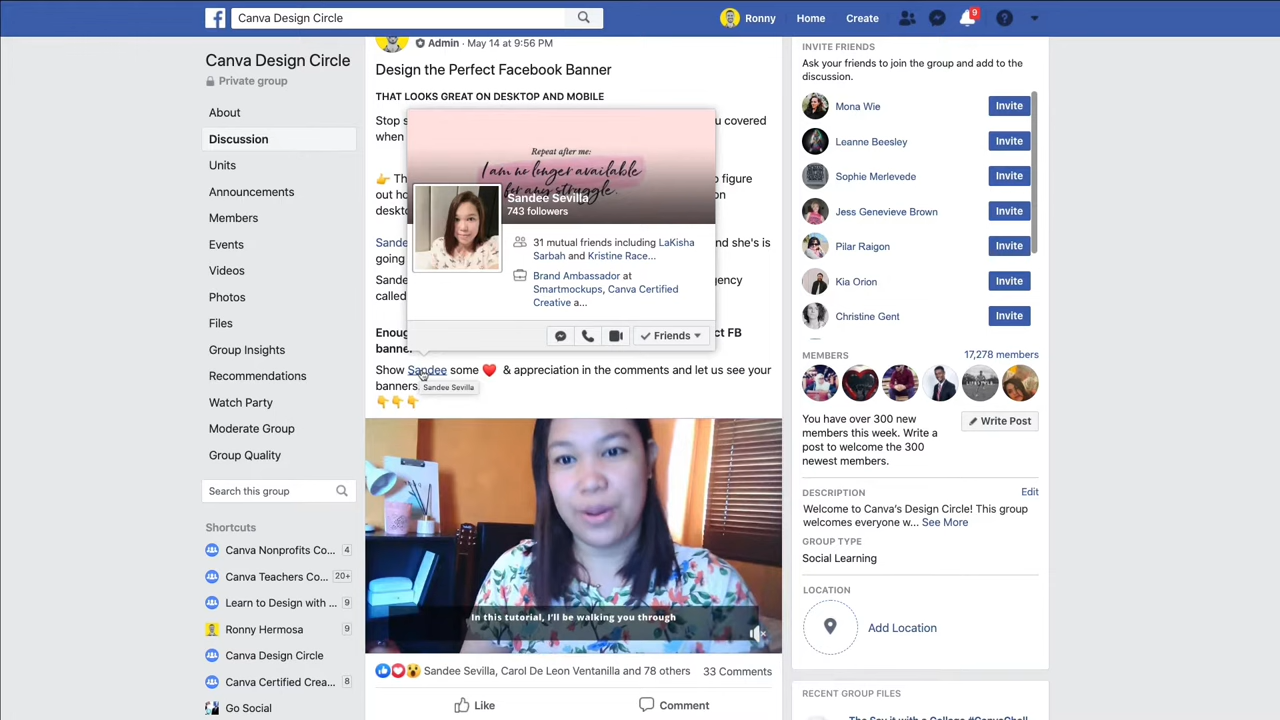 Canva Design Circle
Ronny
Home
Create
9
Canva Design Circle
Private group
About
Discussion
Units
Announcements
Members
Events
Videos
Photos
Files
Group Insights
Recommendations
Watch Party
Moderate Group
Group Quality
Search this group
Shortcuts
Canva Nonprofits Co... 4
Canva Teachers Co... 20+
Learn to Design with ... 9
Ronny Hermosa 9
Canva Design Circle
Canva Certified Crea... 8
Go Social
Admin · May 14 at 9:56 PM
Design the Perfect Facebook Banner
THAT LOOKS GREAT ON DESKTOP AND MOBILE
Stop u covered
when
👉 Th o figure
out ho on
deskto
Sande nd she's is
going
Sande gency
called
Enoug ct FB
banner
Repeat after me:
I am no longer available
for any struggle.
Sandee Sevilla
743 followers
31 mutual friends including LaKisha
Sarbah and Kristine Race...
Brand Ambassador at
Smartmockups, Canva Certified
Creative a...
Friends
Show Sandee some ❤️ & appreciation in the comments and let us see your
banners
Sandee Sevilla
👇👇👇
In this tutorial, I'll be walking you through
Sandee Sevilla, Carol De Leon Ventanilla and 78 others 33 Comments
Like
Comment
INVITE FRIENDS
Ask your friends to join the group and add to the
discussion.
Mona Wie Invite
Leanne Beesley Invite
Sophie Merlevede Invite
Jess Genevieve Brown Invite
Pilar Raigon Invite
Kia Orion Invite
Christine Gent Invite
MEMBERS 17,278 members
You have over 300 new
members this week. Write a
post to welcome the 300
newest members.
Write Post
DESCRIPTION Edit
Welcome to Canva's Design Circle! This group
welcomes everyone w... See More
GROUP TYPE
Social Learning
LOCATION
Add Location
RECENT GROUP FILES